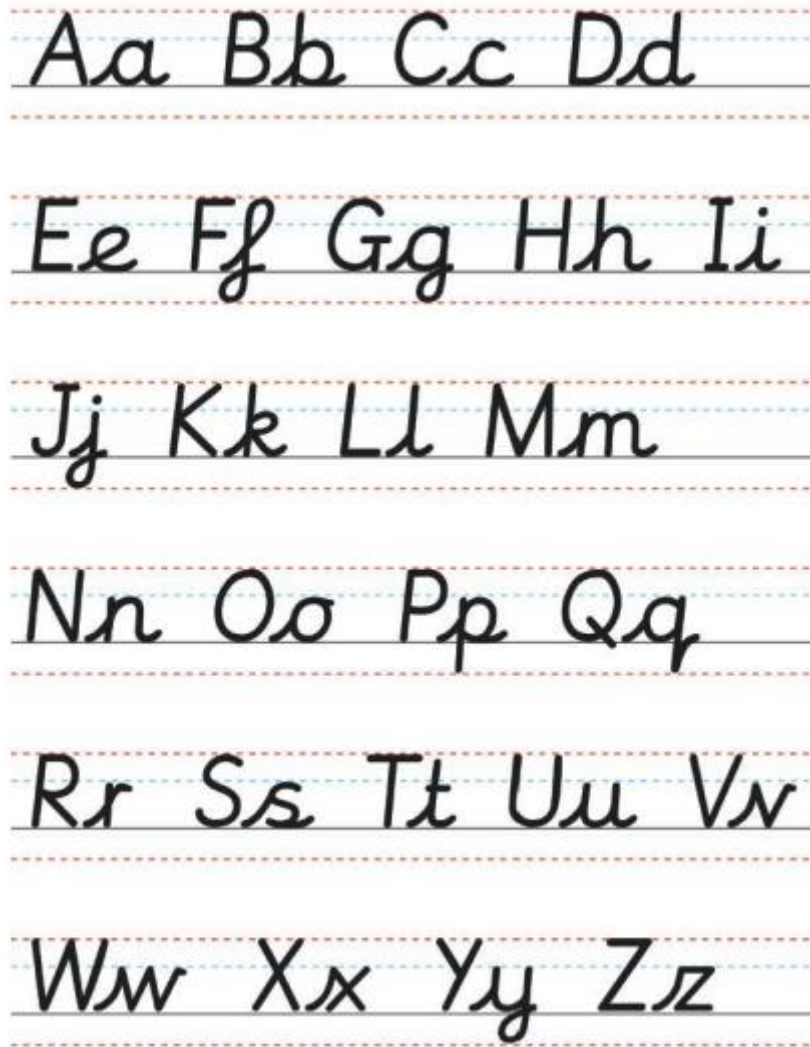 Aa Bb Cc Dd
Ee Ff Gg Hh Ii
Jj Kk Ll Mm
Nn Oo Pp Qq
Rr Ss Tt Uu Vv
Ww Xx Yy Zz